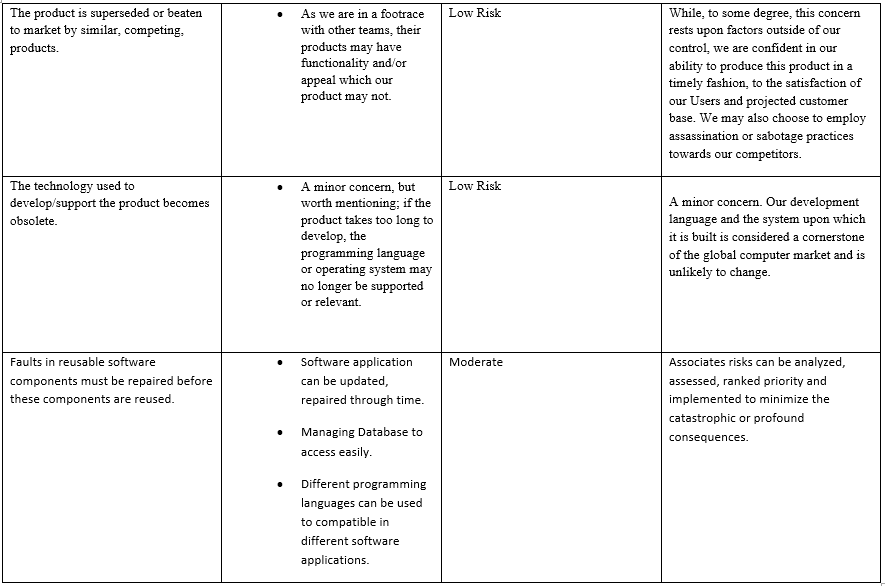 The product is superseded or beaten
to market by similar, competing,
products.
• As we are in a footrace
with other teams, their
products may have
functionality and/or
appeal which our
product may not.
Low Risk
While, to some degree, this concern
rests upon factors outside of our
control, we are confident in our
ability to produce this product in a
timely fashion, to the satisfaction of
our Users and projected customer
base. We may also choose to employ
assassination or sabotage practices
towards our competitors.
The technology used to
develop/support the product becomes
obsolete.
• A minor concern, but
worth mentioning; if the
product takes too long to
develop, the
programming language
or operating system may
no longer be supported
or relevant.
Low Risk
A minor concern. Our development
language and the system upon which
it is built is considered a cornerstone
of the global computer market and is
unlikely to change.
Faults in reusable software
components must be repaired before
these components are reused.
• Software application
can be updated,
repaired through time.
• Managing Database to
access easily.
• Different programming
languages can be used
to compatible in
different software
applications.
Moderate
Associates risks can be analyzed,
assessed, ranked priority and
implemented to minimize the
catastrophic or profound
consequences.